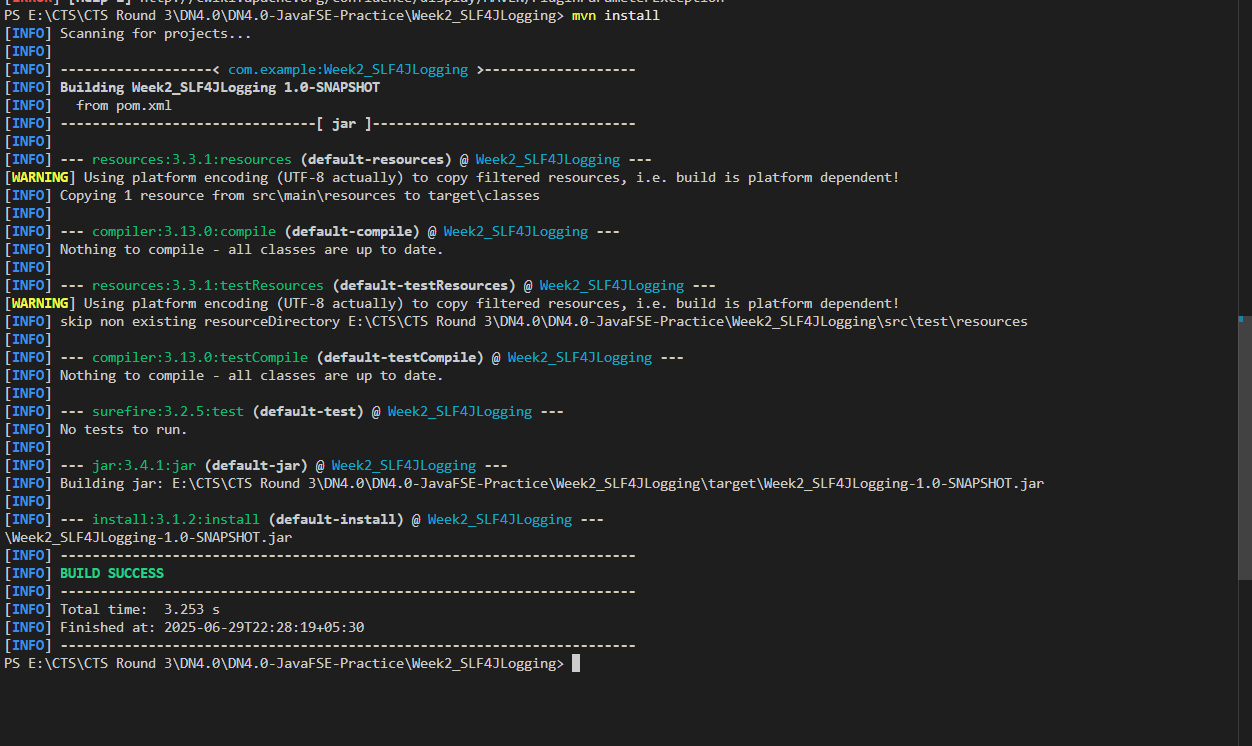 [ERROR] [Help 1] http://cwiki.apache.org/confluence/display/MAVEN/PluginParameterException
PS E:\CTS\CTS Round 3\DN4.0\DN4.0-JavaFSE-Practice\Week2_SLF4JLogging> mvn install
[INFO] Scanning for projects...
[INFO]
[INFO] -------------------< com.example:Week2_SLF4JLogging >-------------------
[INFO] Building Week2_SLF4JLogging 1.0-SNAPSHOT
[INFO]   from pom.xml
[INFO] --------------------------------[ jar ]---------------------------------
[INFO]
[INFO] --- resources:3.3.1:resources (default-resources) @ Week2_SLF4JLogging ---
[WARNING] Using platform encoding (UTF-8 actually) to copy filtered resources, i.e. build is platform dependent!
[INFO] Copying 1 resource from src\main\resources to target\classes
[INFO]
[INFO] --- compiler:3.13.0:compile (default-compile) @ Week2_SLF4JLogging ---
[INFO] Nothing to compile - all classes are up to date.
[INFO]
[INFO] --- resources:3.3.1:testResources (default-testResources) @ Week2_SLF4JLogging ---
[WARNING] Using platform encoding (UTF-8 actually) to copy filtered resources, i.e. build is platform dependent!
[INFO] skip non existing resourceDirectory E:\CTS\CTS Round 3\DN4.0\DN4.0-JavaFSE-Practice\Week2_SLF4JLogging\src\test\resources
[INFO]
[INFO] --- compiler:3.13.0:testCompile (default-testCompile) @ Week2_SLF4JLogging ---
[INFO] Nothing to compile - all classes are up to date.
[INFO]
[INFO] --- surefire:3.2.5:test (default-test) @ Week2_SLF4JLogging ---
[INFO] No tests to run.
[INFO]
[INFO] --- jar:3.4.1:jar (default-jar) @ Week2_SLF4JLogging ---
[INFO] Building jar: E:\CTS\CTS Round 3\DN4.0\DN4.0-JavaFSE-Practice\Week2_SLF4JLogging\target\Week2_SLF4JLogging-1.0-SNAPSHOT.jar
[INFO]
[INFO] --- install:3.1.2:install (default-install) @ Week2_SLF4JLogging ---
\Week2_SLF4JLogging-1.0-SNAPSHOT.jar
[INFO] ------------------------------------------------------------------------
[INFO] BUILD SUCCESS
[INFO] ------------------------------------------------------------------------
[INFO] Total time:  3.253 s
[INFO] Finished at: 2025-06-29T22:28:19+05:30
[INFO] ------------------------------------------------------------------------
PS E:\CTS\CTS Round 3\DN4.0\DN4.0-JavaFSE-Practice\Week2_SLF4JLogging>